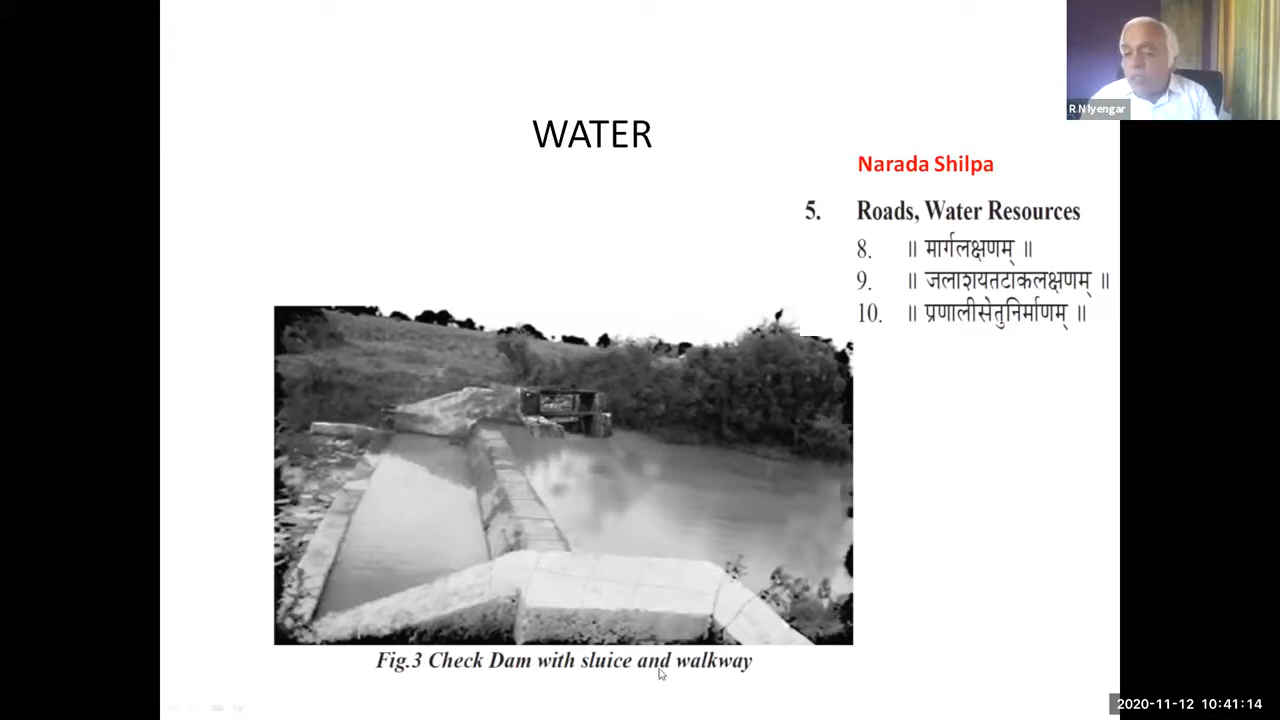 R N Iyengar
WATER
Narada Shilpa
5. Roads, Water Resources
8. ॥ मार्गलक्षणम् ॥
9. ॥ जलाशयतटाकलक्षणम् ॥
10. ॥ प्रणालीसेतुनिर्माणम् ॥
Fig.3 Check Dam with sluice and walkway
2020-11-12 10:41:14